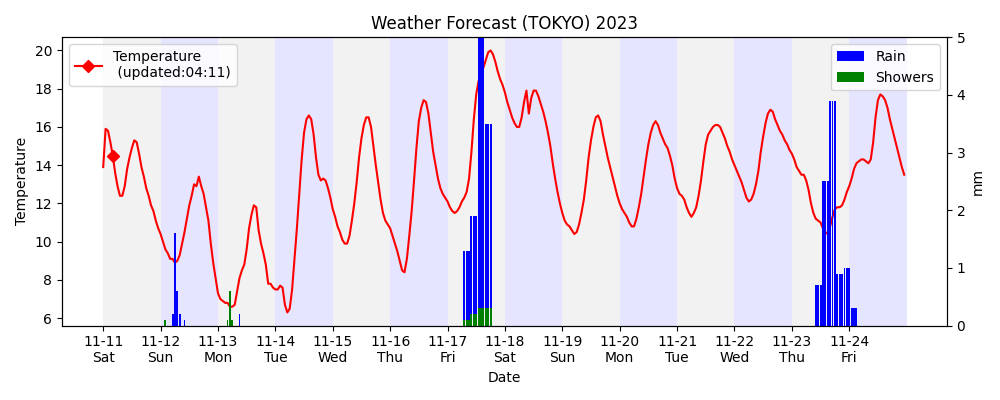 Weather Forecast (TOKYO) 2023
Temperature
(updated:04:11)
Rain
Showers
Temperature
20
18
16
14
12
10
8
6
5
4
3
2
1
0
mm
11-11 11-12 11-13 11-14 11-15 11-16 11-17 11-18 11-19 11-20 11-21 11-22 11-23 11-24
Sat Sun Mon Tue Wed Thu Fri Sat Sun Mon Tue Wed Thu Fri
Date